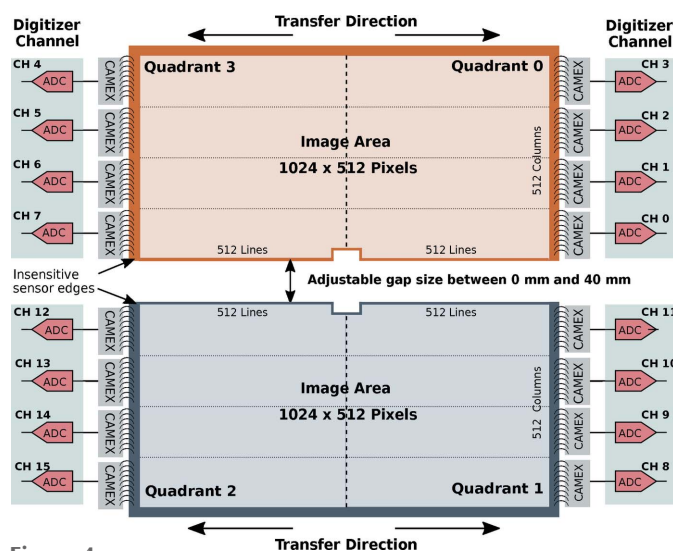 Digitizer
Channel
Transfer Direction
Digitizer
Channel
CH 4
ADC
CAMEX
Quadrant 3
Quadrant 0
CAMEX
ADC
CH 3
CH 5
ADC
CAMEX
Image Area
1024 x 512 Pixels
512 Columns
CAMEX
ADC
CH 2
CH 6
ADC
CAMEX
CAMEX
ADC
CH 1
CH 7
ADC
CAMEX
512 Lines
512 Lines
CAMEX
ADC
CH 0
Insensitive
sensor edges
Adjustable gap size between 0 mm and 40 mm
CH 12
ADC
CAMEX
512 Lines
512 Lines
CAMEX
ADC
CH 11
CH 13
ADC
CAMEX
Image Area
1024 x 512 Pixels
512 Columns
CAMEX
ADC
CH 10
CH 14
ADC
CAMEX
CAMEX
ADC
CH 9
CH 15
ADC
CAMEX
Quadrant 2
Quadrant 1
CAMEX
ADC
CH 8
Transfer Direction